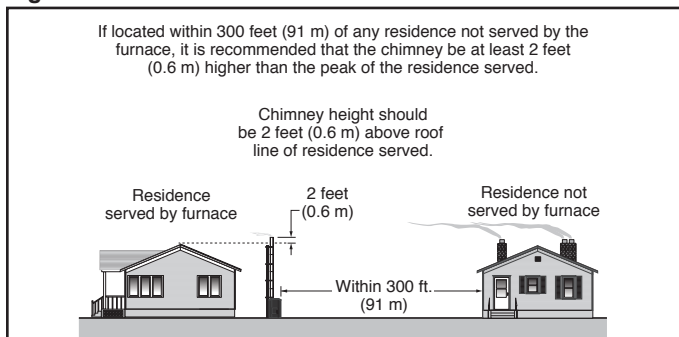 If located within 300 feet (91 m) of any residence not served by the
furnace, it is recommended that the chimney be at least 2 feet
(0.6 m) higher than the peak of the residence served.
Chimney height should
be 2 feet (0.6 m) above roof
line of residence served.
Residence
served by furnace
2 feet
(0.6 m)
Residence not
served by furnace
Within 300 ft.
(91 m)